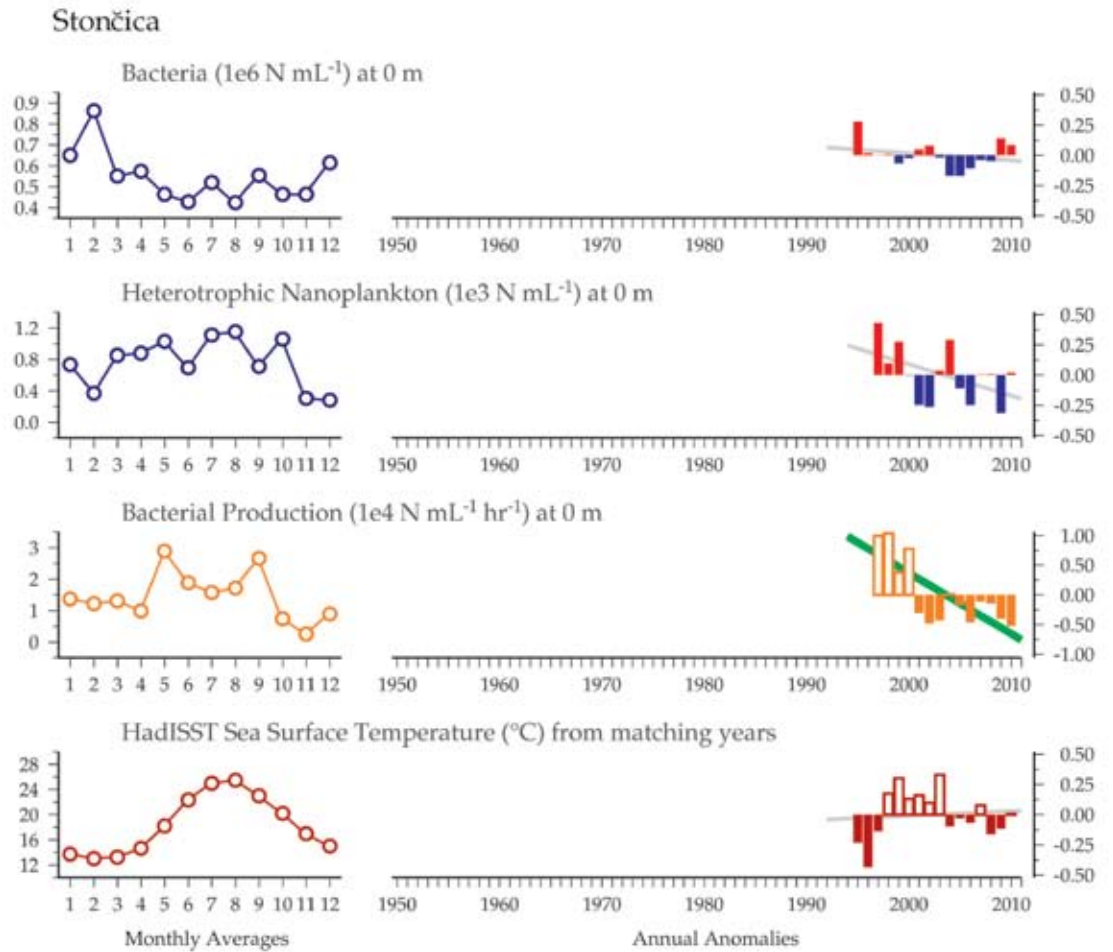 Stončica
Bacteria (1e6 N mL⁻¹) at 0 m
0.9
0.8
0.7
0.6
0.5
0.4
0.50
0.25
0.00
-0.25
-0.50
1 2 3 4 5 6 7 8 9 10 11 12
1950 1960 1970 1980 1990 2000 2010
Heterotrophic Nanoplankton (1e3 N mL⁻¹) at 0 m
1.2
0.8
0.4
0.0
0.50
0.25
0.00
-0.25
-0.50
1 2 3 4 5 6 7 8 9 10 11 12
1950 1960 1970 1980 1990 2000 2010
Bacterial Production (1e4 N mL⁻¹ hr⁻¹) at 0 m
3
2
1
0
1.00
0.50
0.00
-0.50
-1.00
1 2 3 4 5 6 7 8 9 10 11 12
1950 1960 1970 1980 1990 2000 2010
HadISST Sea Surface Temperature (°C) from matching years
28
24
20
16
12
0.50
0.25
0.00
-0.25
-0.50
1 2 3 4 5 6 7 8 9 10 11 12
1950 1960 1970 1980 1990 2000 2010
Monthly Averages
Annual Anomalies